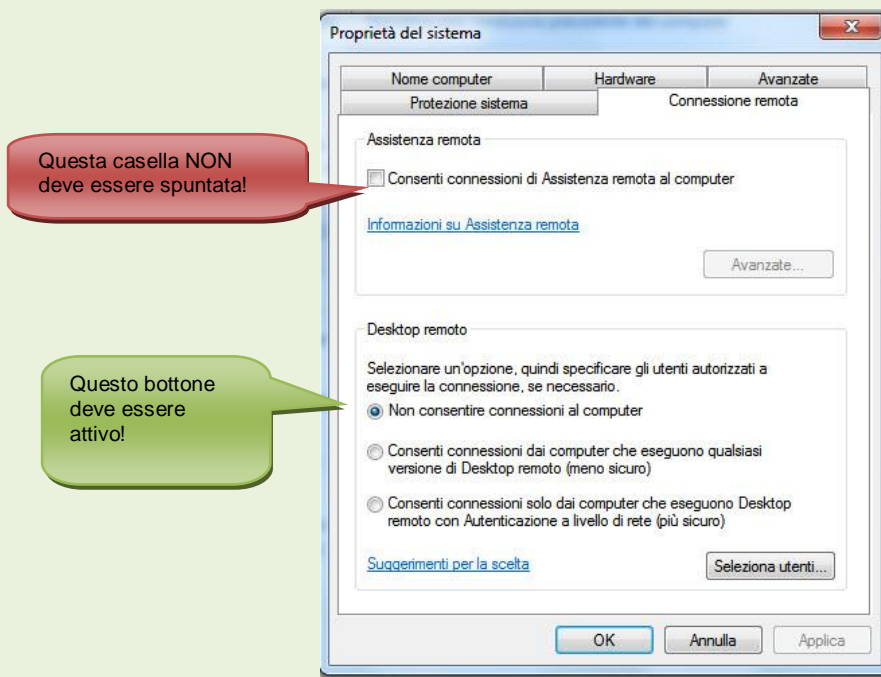 Proprietà del sistema
Nome computer
Hardware
Avanzate
Protezione sistema
Connessione remota
Assistenza remota
Questa casella NON
deve essere spuntata!
Consenti connessioni di Assistenza remota al computer
Informazioni su Assistenza remota
Avanzate...
Desktop remoto
Selezionare un'opzione, quindi specificare gli utenti autorizzati a
eseguire la connessione, se necessario.
Questo bottone
deve essere
attivo!
Non consentire connessioni al computer
Consenti connessioni dai computer che eseguono qualsiasi
versione di Desktop remoto (meno sicuro)
Consenti connessioni solo dai computer che eseguono Desktop
remoto con Autenticazione a livello di rete (più sicuro)
Suggerimenti per la scelta
Seleziona utenti...
OK
Annulla
Applica